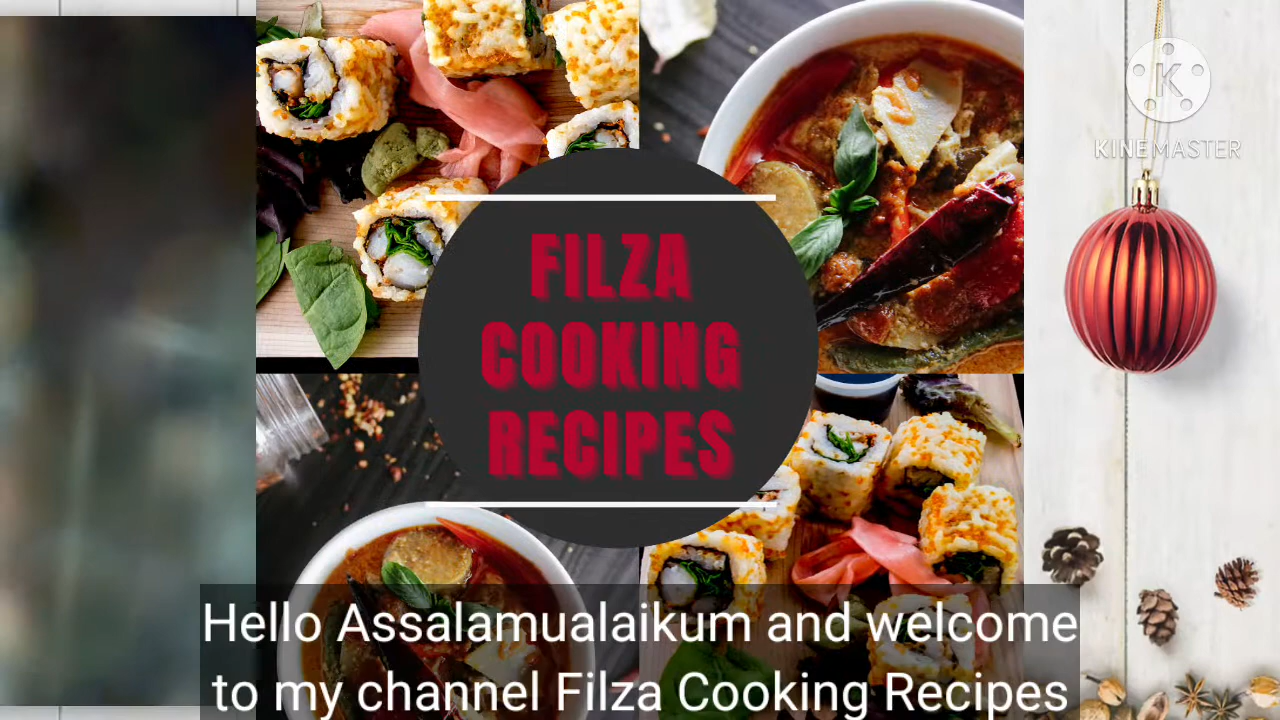 K
KINEMASTER
FILZA
COOKING
RECIPES
Hello Assalamualaikum and welcome
to my channel Filza Cooking Recipes